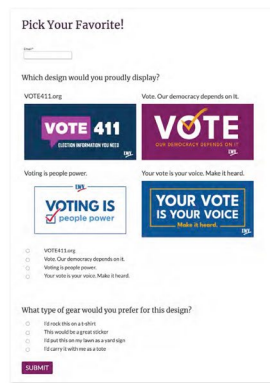 Pick Your Favorite!
Email*
Which design would you proudly display?
VOTE411.org
Vote. Our democracy depends on it.
VOTE 411
ELECTION INFORMATION YOU NEED
LWV
VOTE
OUR DEMOCRACY DEPENDS ON IT
LWV
Voting is people power.
Your vote is your voice. Make it heard.
LWV
VOTING IS
people power
YOUR VOTE
IS YOUR VOICE
Make it heard.
LWV
VOTE411.org
Vote. Our democracy depends on it.
Voting is people power.
Your vote is your voice. Make it heard.
What type of gear would you prefer for this design?
I'd rock this on a t-shirt
This would be a great sticker
I'd put this on my lawn as a yard sign
I'd carry it with me as a tote
SUBMIT